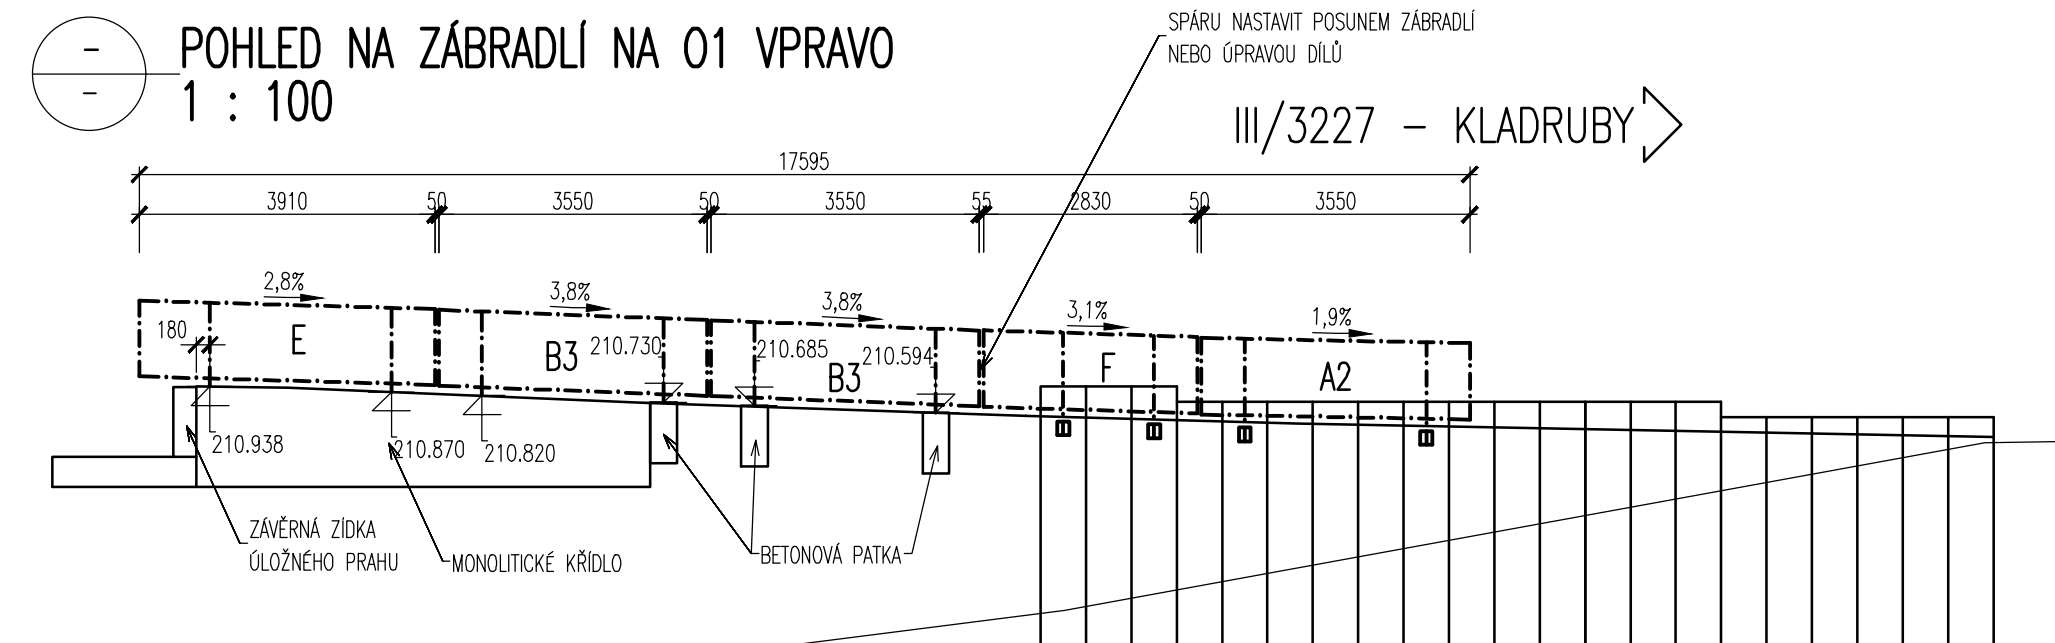 -
-
POHLED NA ZÁBRADLÍ NA O1 VPRAVO
1 : 100
SPÁRU NASTAVIT POSUNEM ZÁBRADLÍ
NEBO ÚPRAVOU DÍLŮ
III/3227 - KLADRUBY
17595
3910 50 3550 50 3550 55 2830 50 3550
2,8% 3,8% 3,8% 3,1% 1,9%
180 E B3 210.730 210.685 B3 210.594 F A2
210.938 210.870 210.820
ZÁVĚRNÁ ZÍDKA
ÚLOŽNÉHO PRAHU
MONOLITICKÉ KŘÍDLO
BETONOVÁ PATKA